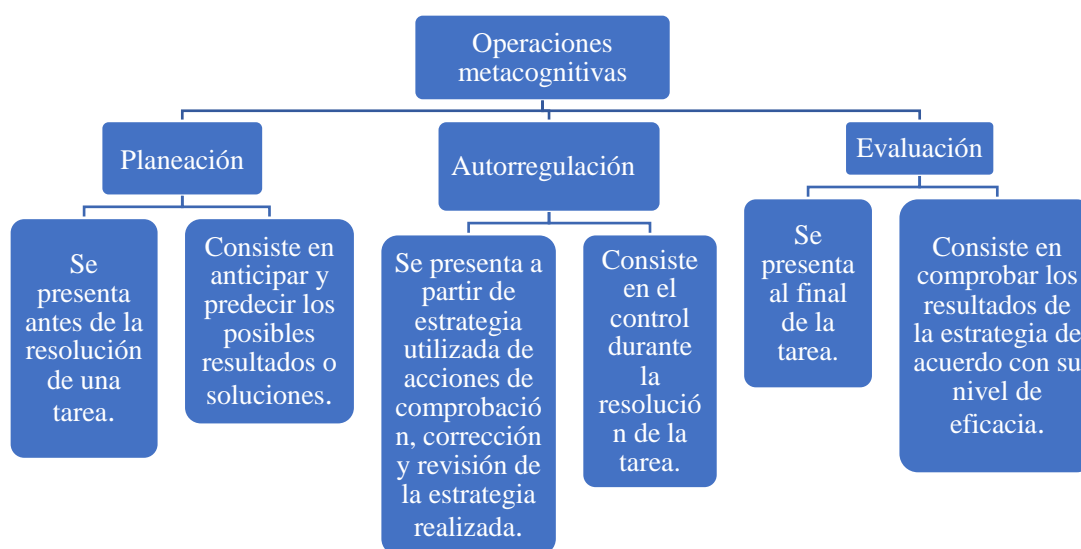 Operaciones
metacognitivas
Planeación
Autorregulación
Evaluación
Se
presenta
antes de la
resolución
de una
tarea.
Consiste en
anticipar y
predecir los
posibles
resultados o
soluciones.
Se presenta a
partir de
estrategia
utilizada de
acciones de
comprobació
n, corrección
y revisión de
la estrategia
realizada.
Consiste
en el
control
durante
la
resolució
n de la
tarea.
Se
presenta
al final
de la
tarea.
Consiste en
comprobar los
resultados de
la estrategia de
acuerdo con su
nivel de
eficacia.